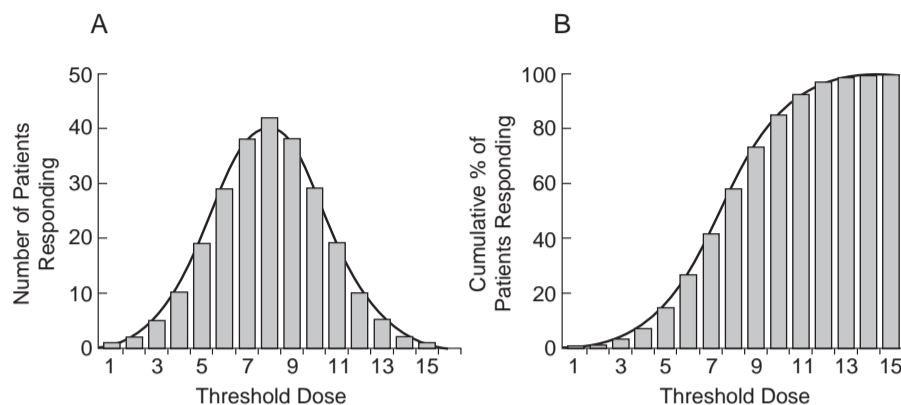 A
Number of Patients
Responding
50
40
30
20
10
0
1 3 5 7 9 11 13 15
Threshold Dose
B
Cumulative % of
Patients Responding
100
80
60
40
20
0
1 3 5 7 9 11 13 15
Threshold Dose